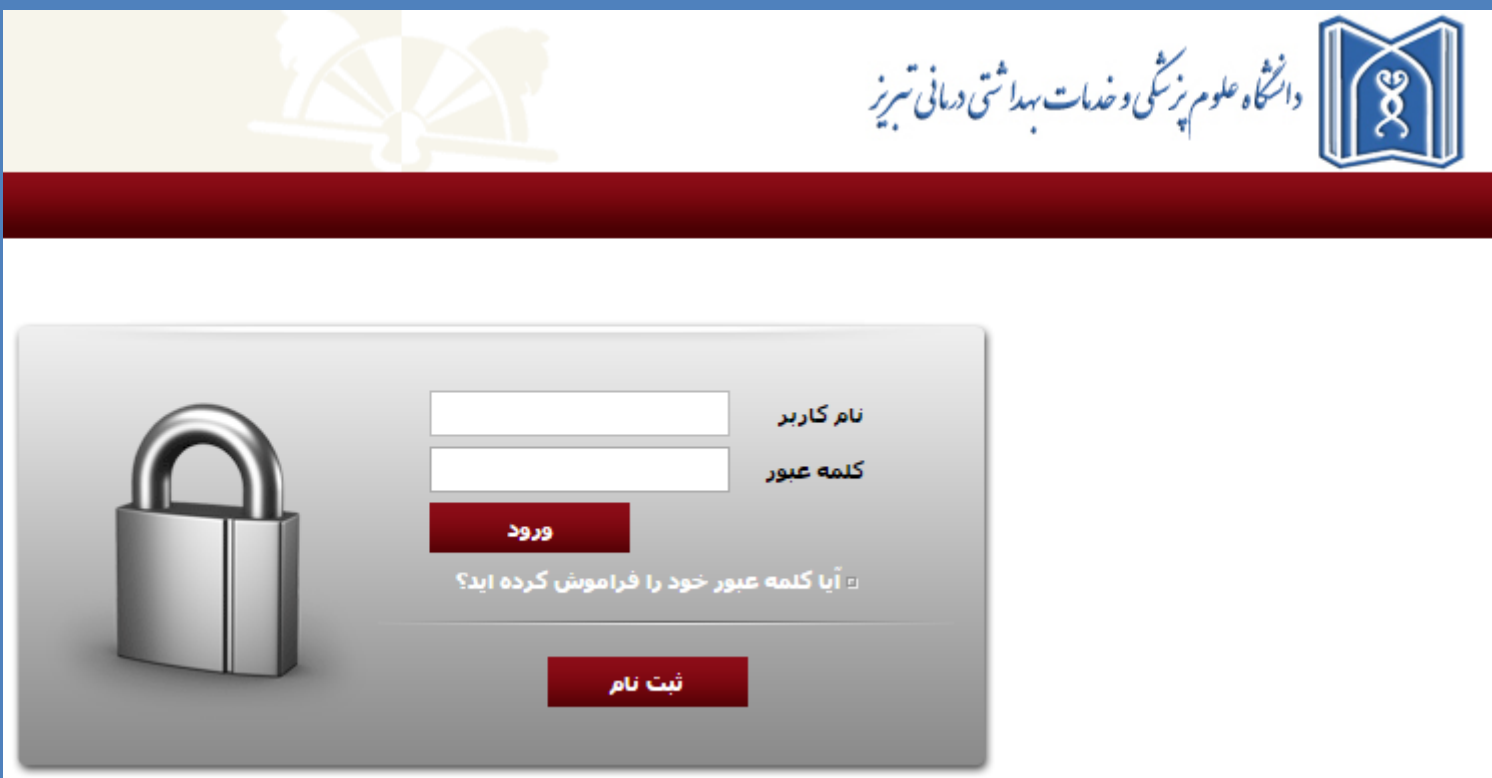 دانشگاه علوم پزشکی و خدمات بهداشتی درمانی تبریز
نام کاربر
کلمه عبور
ورود
آیا کلمه عبور خود را فراموش کرده اید؟
ثبت نام